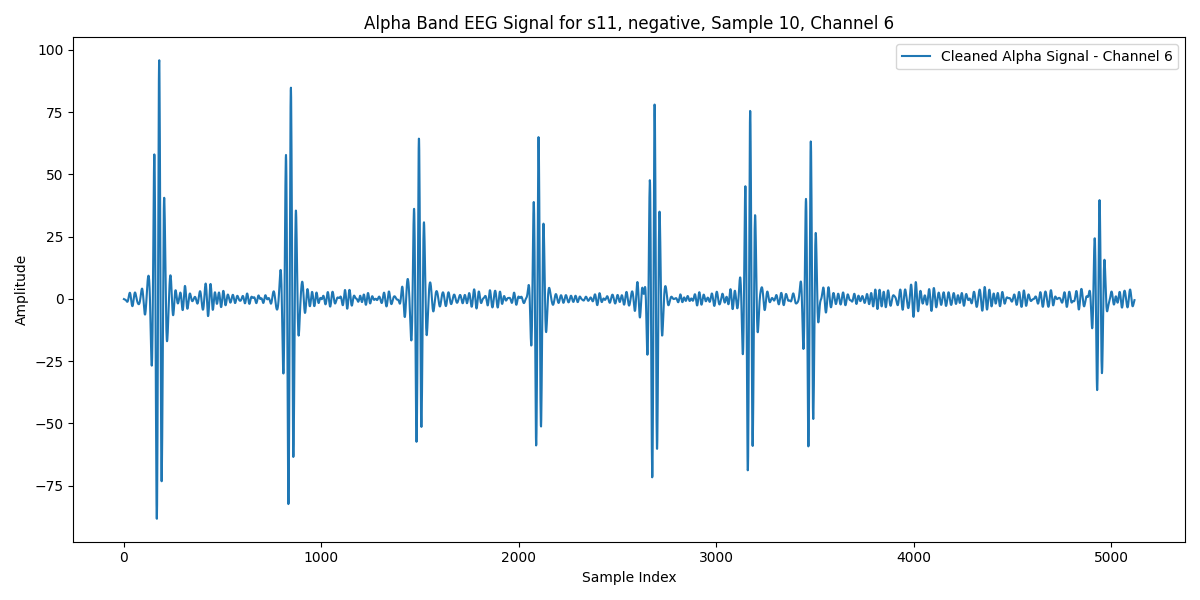 Alpha Band EEG Signal for s11, negative, Sample 10, Channel 6
Cleaned Alpha Signal - Channel 6
Amplitude
100
75
50
25
0
−25
−50
−75
0 1000 2000 3000 4000 5000
Sample Index